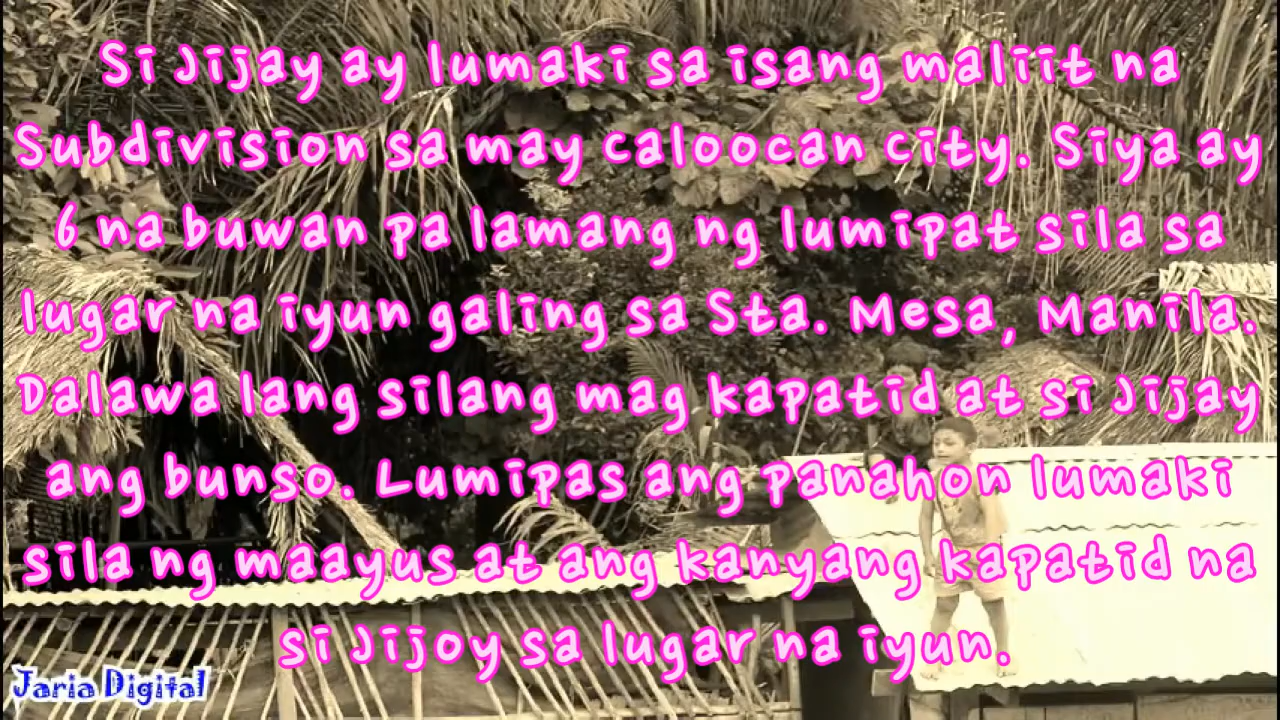 Si Jijay ay lumaki sa isang maliit na
Subdivision sa may caloocan city. Siya ay
6 na buwan pa lamang ng lumipat sila sa
lugar na iyun galing sa Sta. Mesa, Manila.
Dalawa lang silang mag kapatid at si Jijay
ang bunso. Lumipas ang panahon lumaki
sila ng maayus at ang kanyang kapatid na
si Jijoy sa lugar na iyun.
Jaria Digital